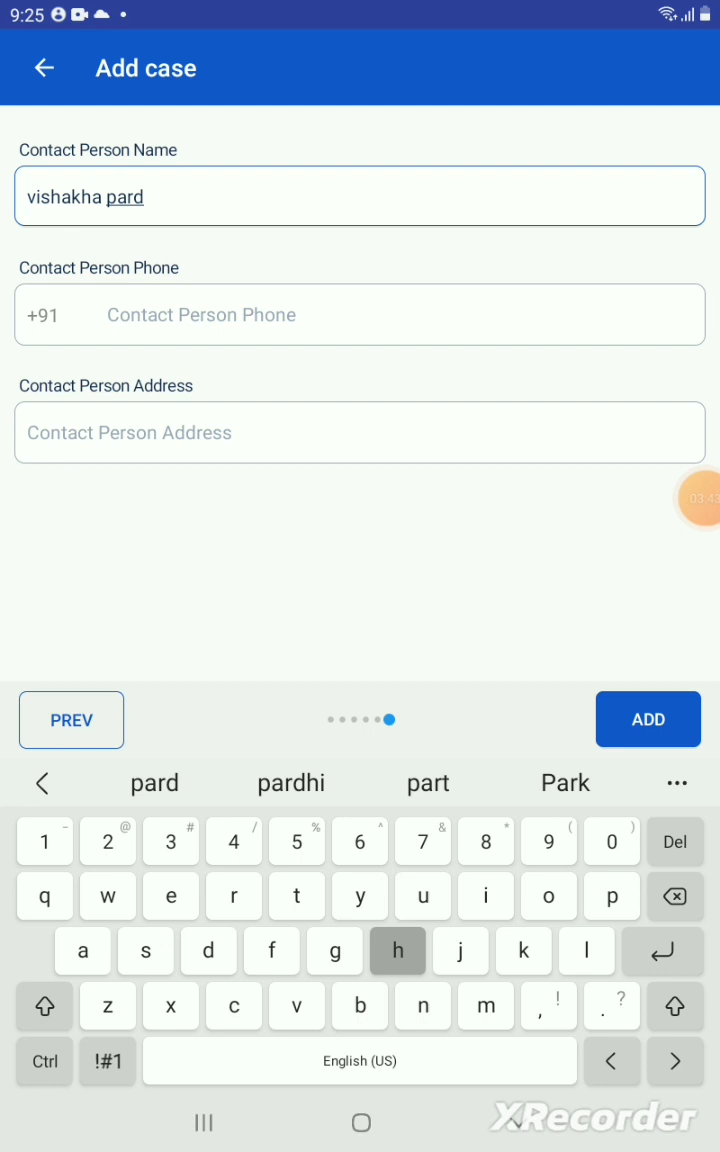 9:25
Add case
Contact Person Name
vishakha pard
Contact Person Phone
+91 Contact Person Phone
Contact Person Address
Contact Person Address
03:43
PREV
ADD
pard pardhi part Park ...
1 - 2 @ 3 # 4 / 5 % 6 ^ 7 & 8 * 9 ( 0 ) Del
q w e r t y u i o p
a s d f g h j k l
z x c v b n m , ! . ?
Ctrl !#1 English (US) < >
XRecorder